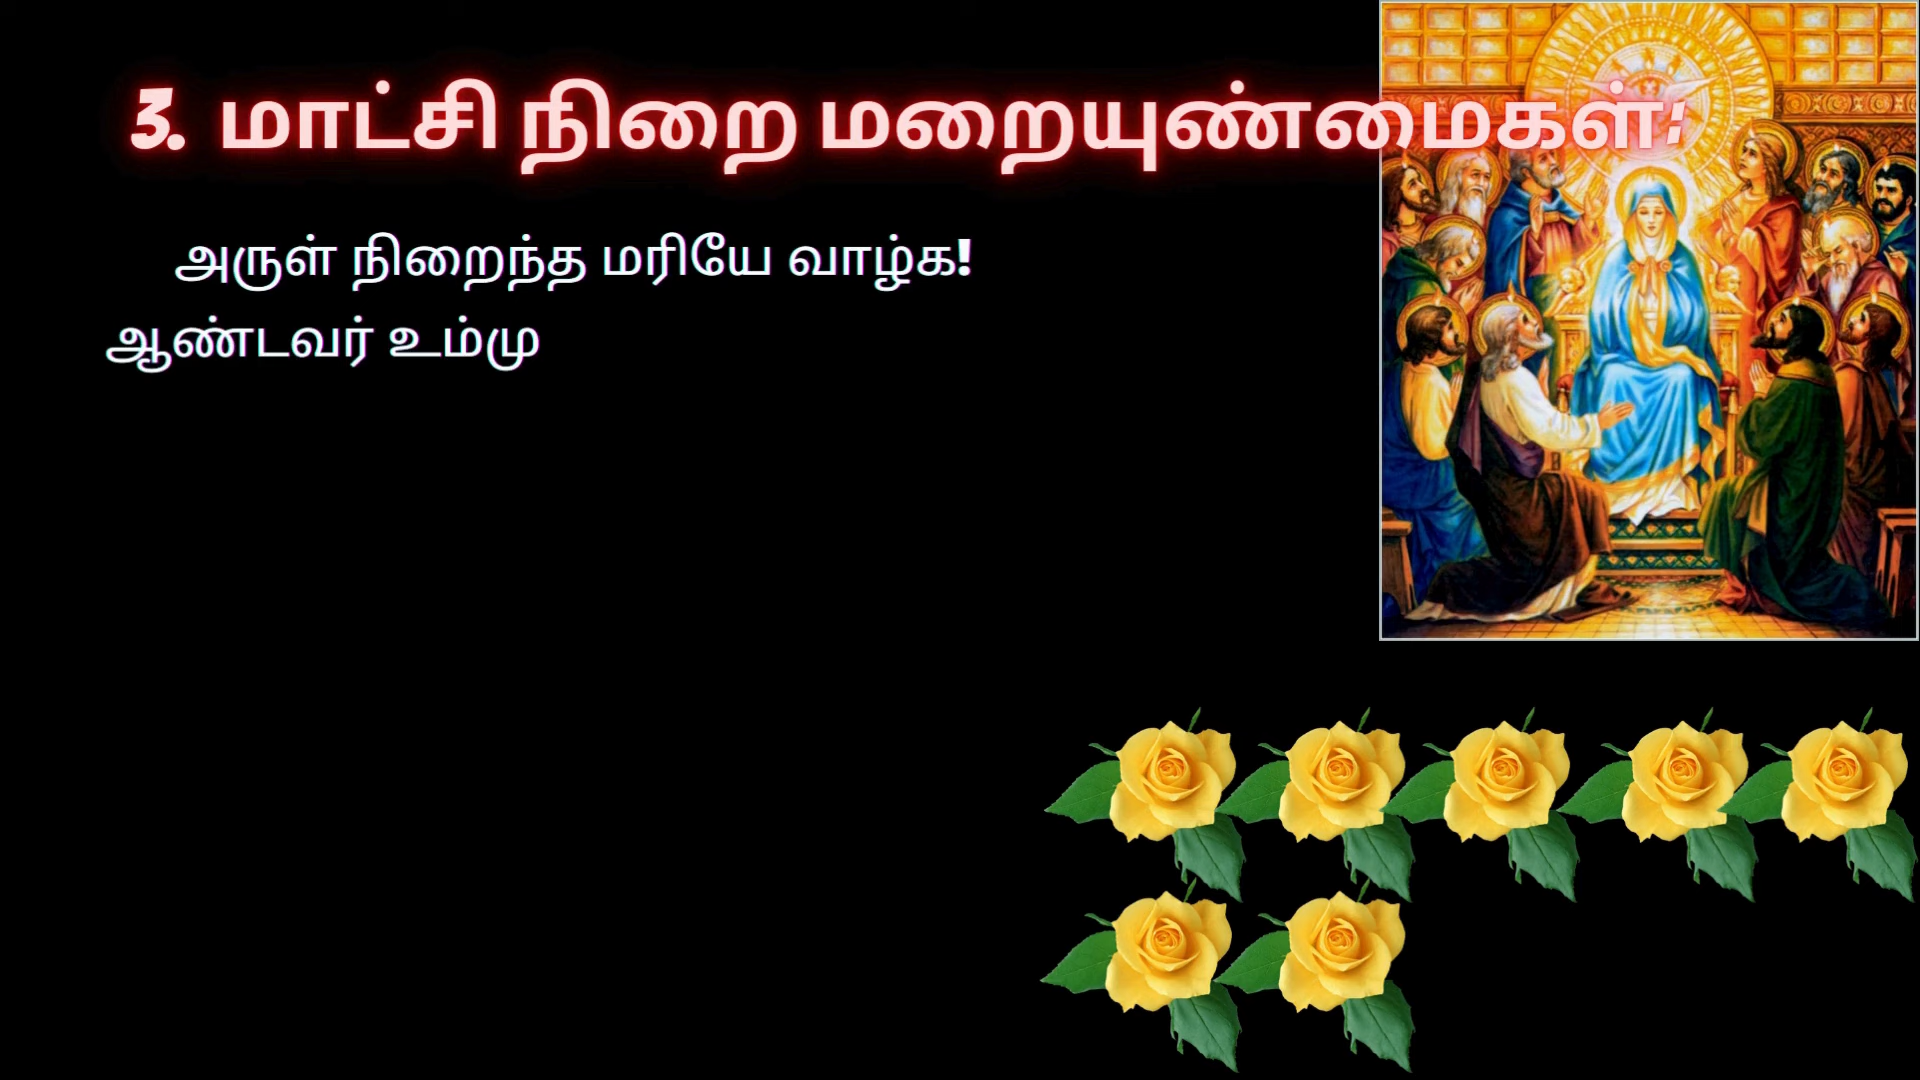 3. மாட்சி நிறை மறையுண்மைகள்:
அருள் நிறைந்த மரியே வாழ்க!
ஆண்டவர் உம்மு